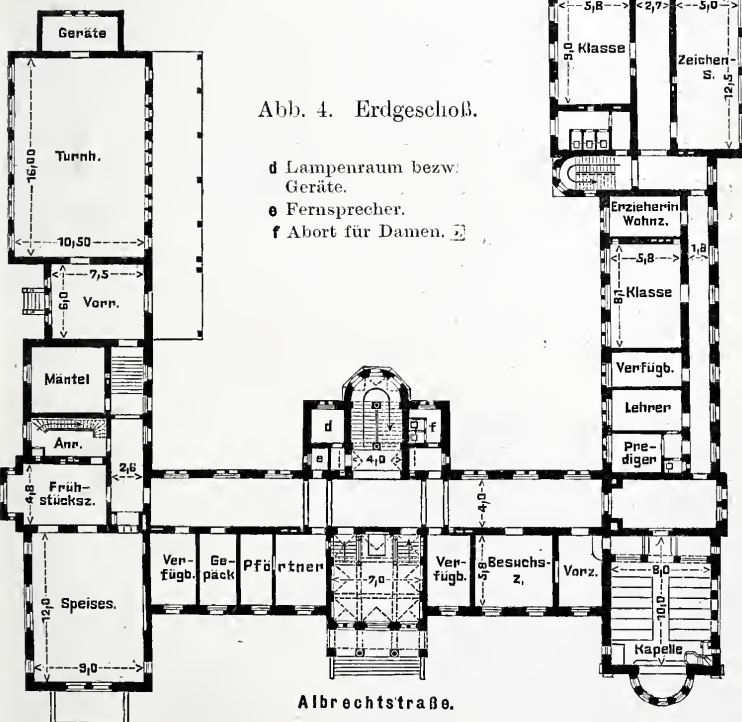 Abb. 4. Erdgeschoß.
d Lampenraum bezw.
Geräte.
e Fernsprecher.
f Abort für Damen.
Geräte
Turnh.
16,00
10,50
7,5
6,0
Vorr.
Mäntel
Anr.
2,6
4,8
Früh-
stücksz.
12,0
Speises.
9,0
Ver-
fügb.
Ge-
päck
Pförtner
d
e
f
4,0
7,0
4,0
Ver-
fügb.
5,8
Besuchs-
z.
Vorz.
8,0
10,0
Kapelle
5,8
2,7
5,0
9,0
Klasse
Zeichen-
S.
12,5
Erzieherin
Wohnz.
1,8
5,8
8,1
Klasse
Verfügb.
Lehrer
Pre-
diger
Albrechtstraße.